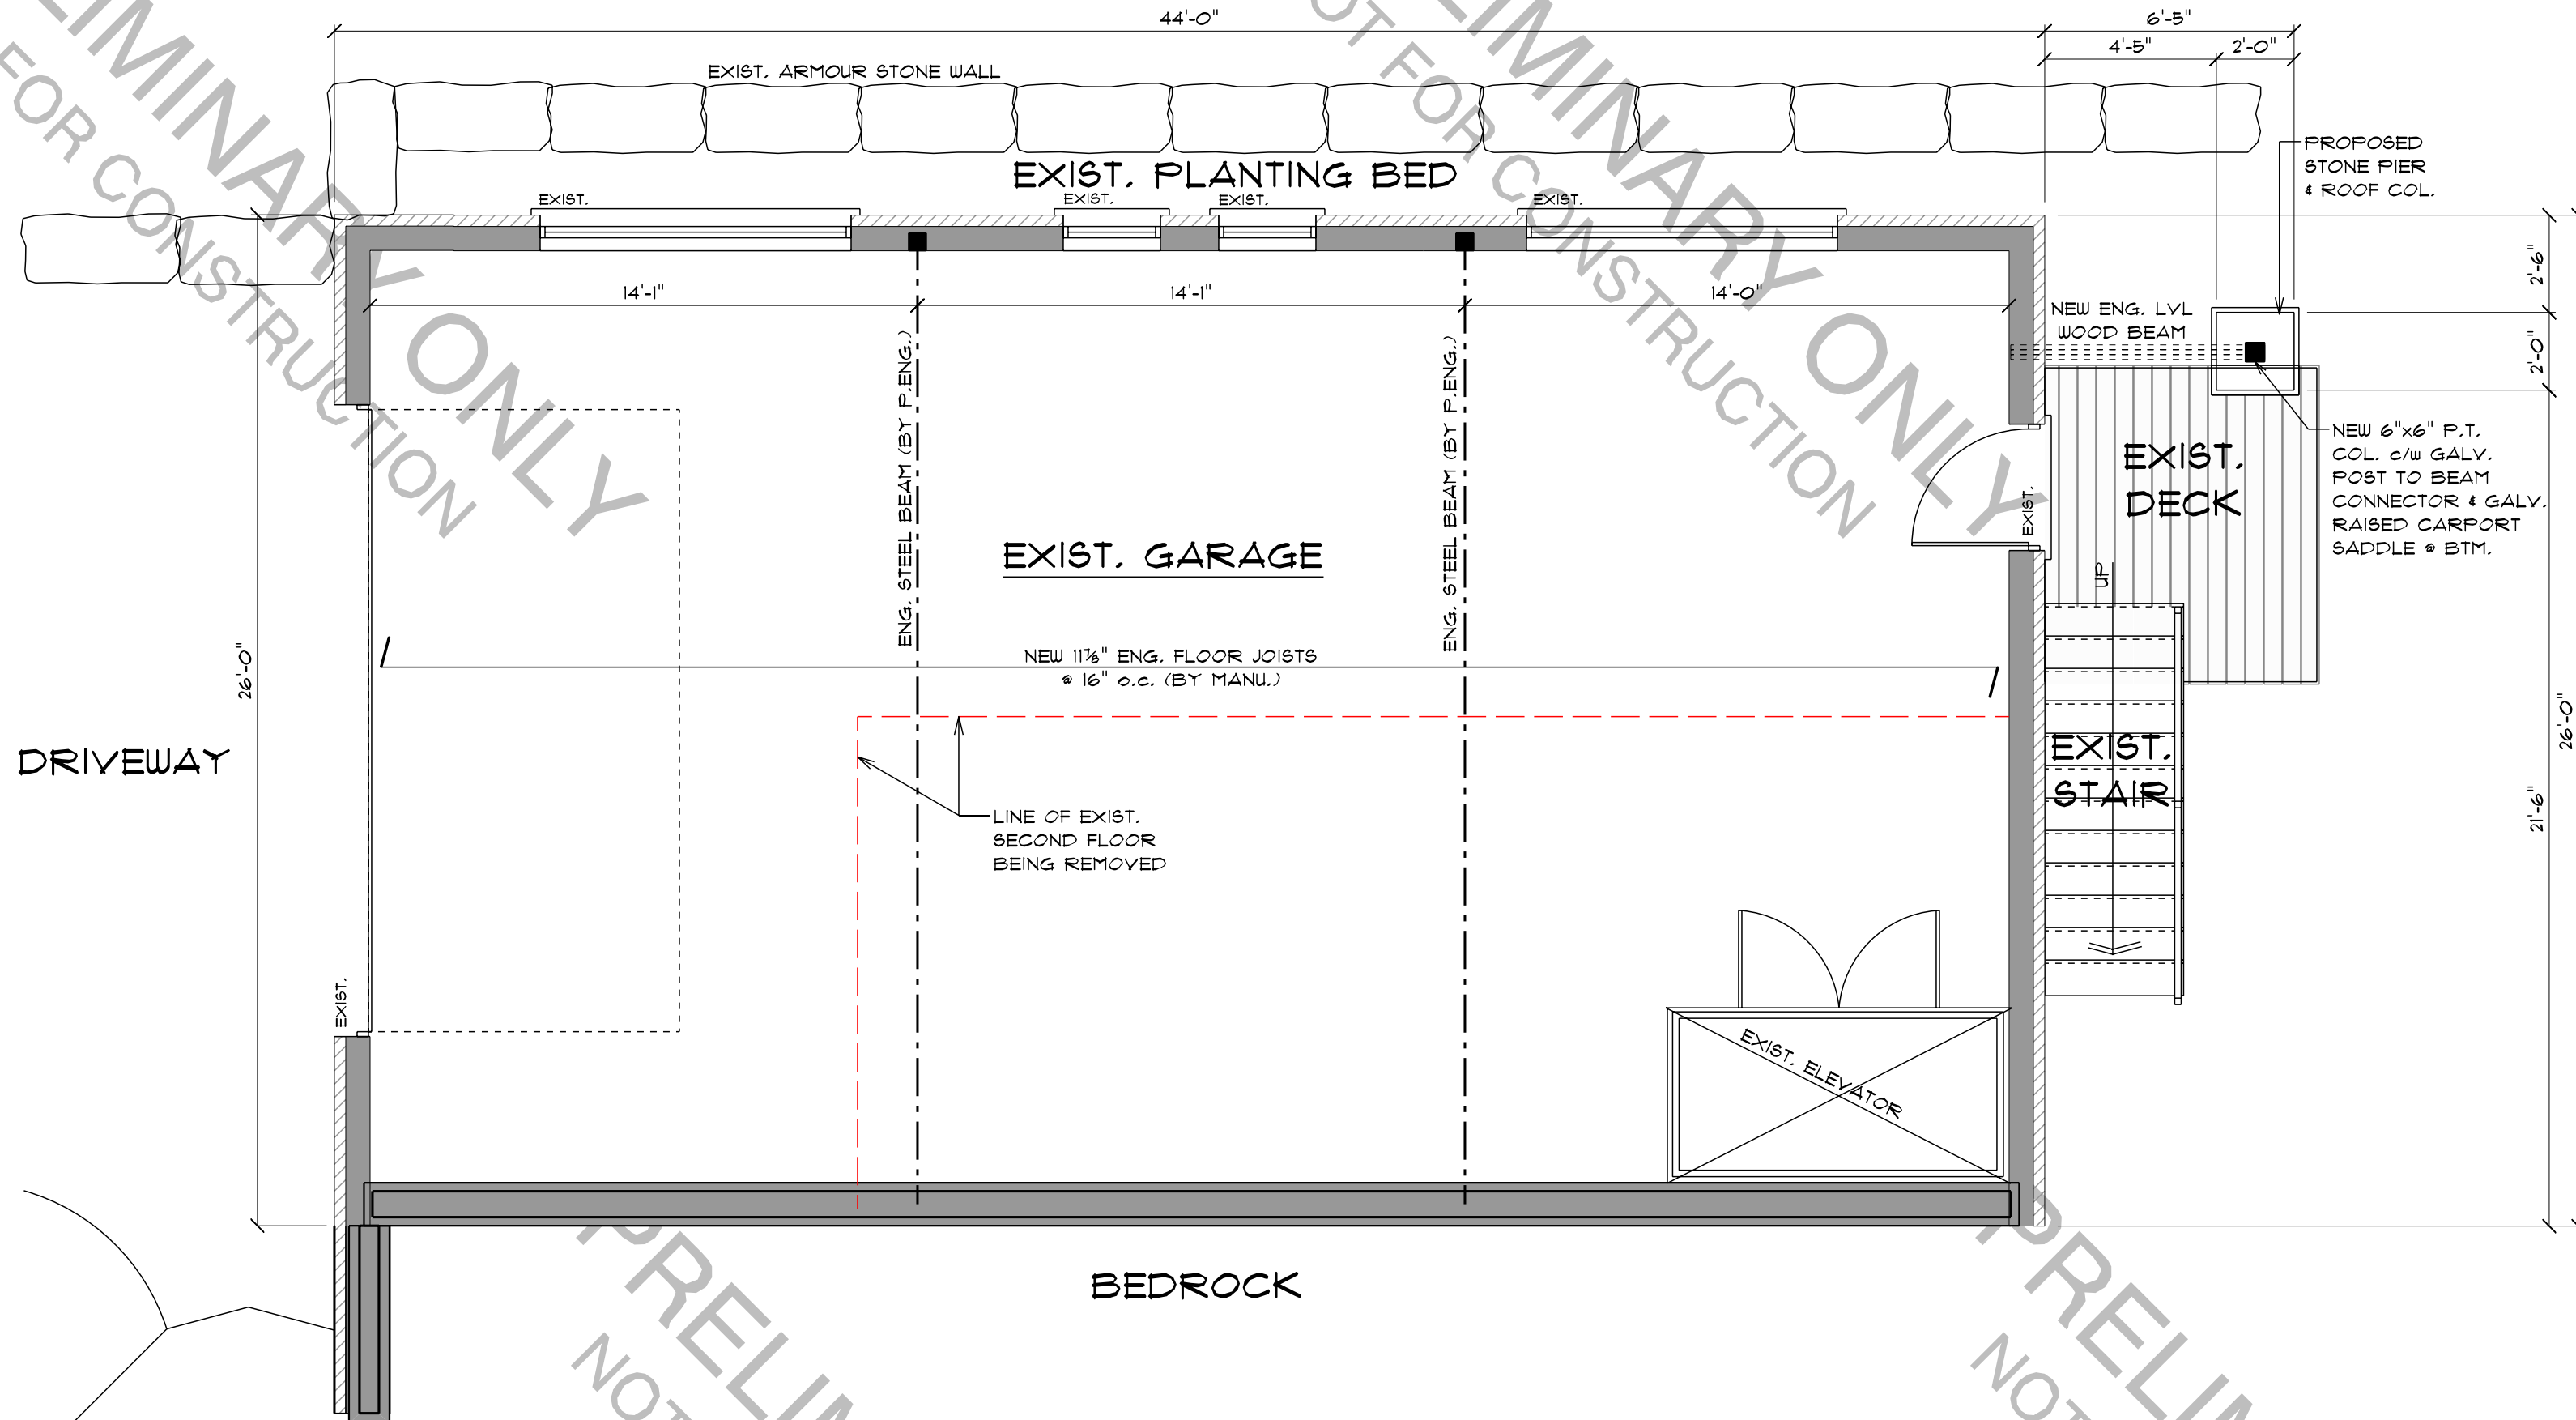 44'-0"
6'-5"
4'-5"
2'-0"
EXIST. ARMOUR STONE WALL
PROPOSED
STONE PIER
& ROOF COL.
EXIST. PLANTING BED
EXIST.
EXIST.
EXIST.
EXIST.
14'-1"
14'-1"
14'-0"
2'-6"
2'-0"
NEW ENG. LVL
WOOD BEAM
ENG. STEEL BEAM (BY P.ENG.)
ENG. STEEL BEAM (BY P.ENG.)
NEW 6"x6" P.T.
COL. c/w GALV.
POST TO BEAM
CONNECTOR & GALV.
RAISED CARPORT
SADDLE @ BTM.
EXIST.
DECK
EXIST.
EXIST. GARAGE
UP
NEW 11⅞" ENG. FLOOR JOISTS
@ 16" o.c. (BY MANU.)
26'-0"
26'-0"
21'-6"
DRIVEWAY
EXIST.
STAIR
LINE OF EXIST.
SECOND FLOOR
BEING REMOVED
EXIST.
EXIST. ELEVATOR
BEDROCK
LIMINARY ONLY
FOR CONSTRUCTION
LIMINARY ONLY
OT FOR CONSTRUCTION
PRELIM
NOT
PRELIM
NOT